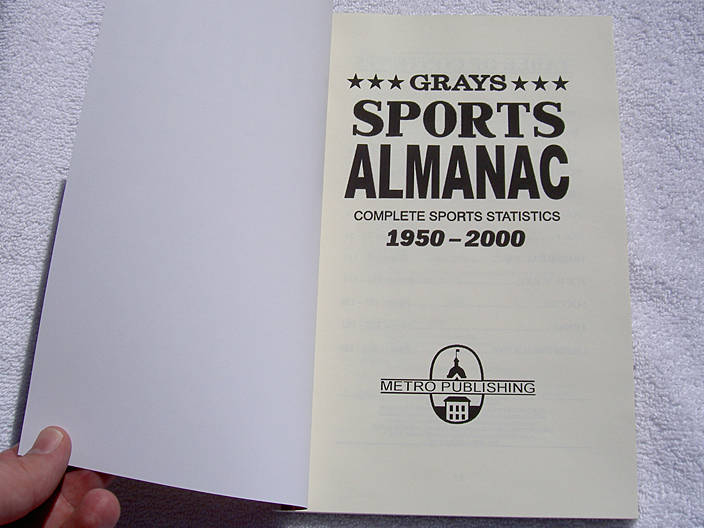 ★★★ GRAYS ★★★
SPORTS
ALMANAC
COMPLETE SPORTS STATISTICS
1950 – 2000
METRO PUBLISHING